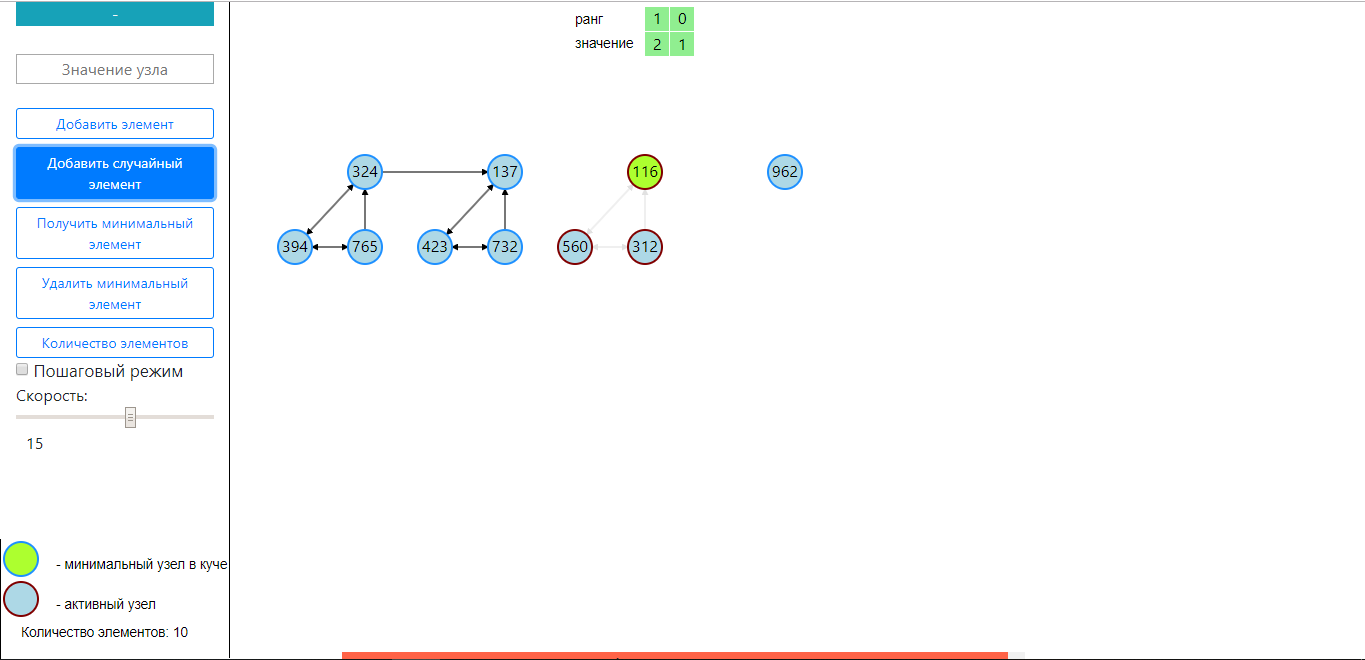 -
Значение узла
Добавить элемент
Добавить случайный
элемент
Получить минимальный
элемент
Удалить минимальный
элемент
Количество элементов
Пошаговый режим
Скорость:
15
- минимальный узел в куче
- активный узел
Количество элементов: 10
ранг 1 0
значение 2 1
324 137 116 962
394 765 423 732 560 312